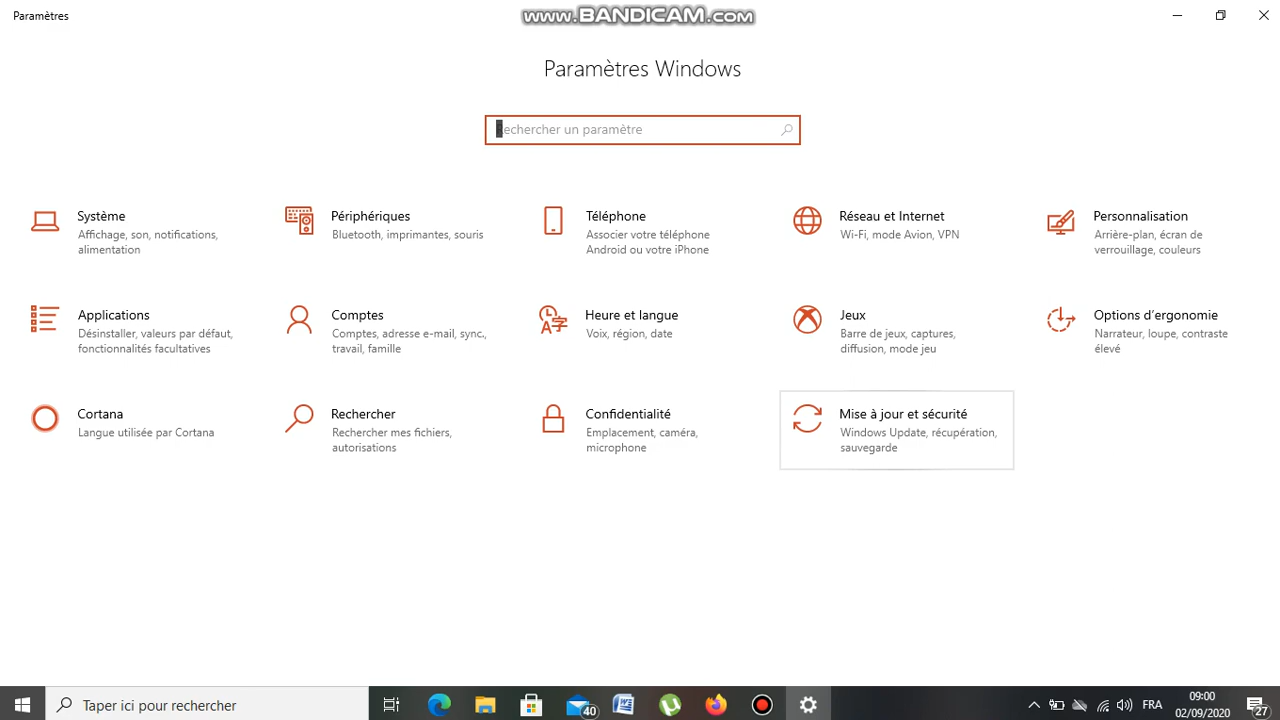 Paramètres
www.BANDICAM.com
Paramètres Windows
echercher un paramètre
Système
Affichage, son, notifications,
alimentation
Périphériques
Bluetooth, imprimantes, souris
Téléphone
Associer votre téléphone
Android ou votre iPhone
Réseau et Internet
Wi-Fi, mode Avion, VPN
Personnalisation
Arrière-plan, écran de
verrouillage, couleurs
Applications
Désinstaller, valeurs par défaut,
fonctionnalités facultatives
Comptes
Comptes, adresse e-mail, sync.,
travail, famille
Heure et langue
Voix, région, date
Jeux
Barre de jeux, captures,
diffusion, mode jeu
Options d’ergonomie
Narrateur, loupe, contraste
élevé
Cortana
Langue utilisée par Cortana
Rechercher
Rechercher mes fichiers,
autorisations
Confidentialité
Emplacement, caméra,
microphone
Mise à jour et sécurité
Windows Update, récupération,
sauvegarde
Taper ici pour rechercher
40
FRA
09:00
02/09/2020
27